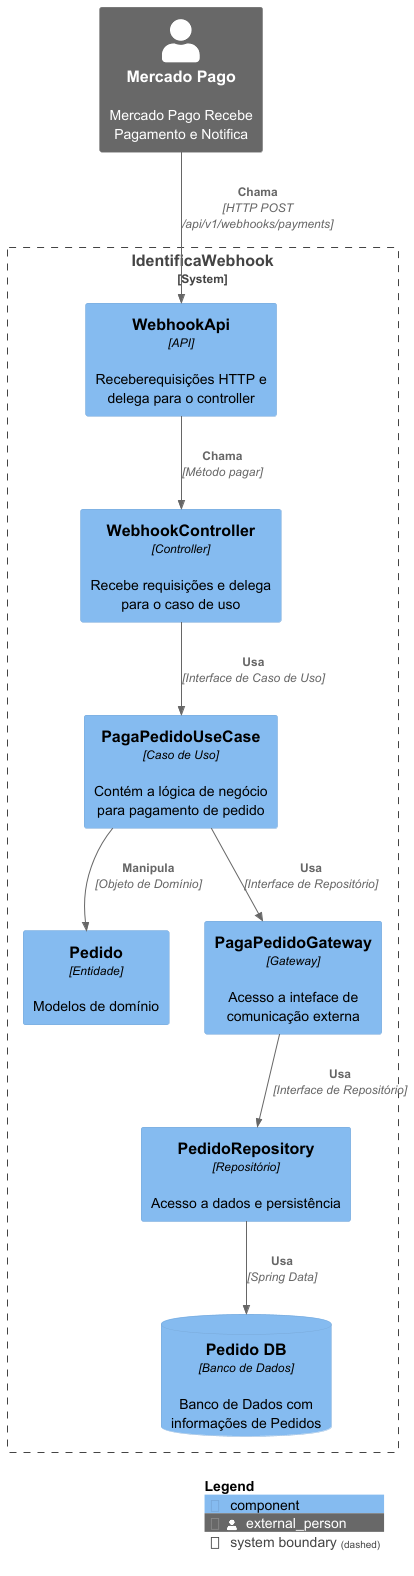 Mercado Pago
Mercado Pago Recebe
Pagamento e Notifica
Chama
[HTTP POST
/api/v1/webhooks/payments]
IdentificaWebhook
[System]
WebhookApi
[API]
Receberequisições HTTP e
delega para o controller
Chama
[Método pagar]
WebhookController
[Controller]
Recebe requisições e delega
para o caso de uso
Usa
[Interface de Caso de Uso]
PagaPedidoUseCase
[Caso de Uso]
Contém a lógica de negócio
para pagamento de pedido
Manipula
[Objeto de Domínio]
Usa
[Interface de Repositório]
Pedido
[Entidade]
Modelos de domínio
PagaPedidoGateway
[Gateway]
Acesso a inteface de
comunicação externa
Usa
[Interface de Repositório]
PedidoRepository
[Repositório]
Acesso a dados e persistência
Usa
[Spring Data]
Pedido DB
[Banco de Dados]
Banco de Dados com
informações de Pedidos
Legend
component
external_person
system boundary (dashed)